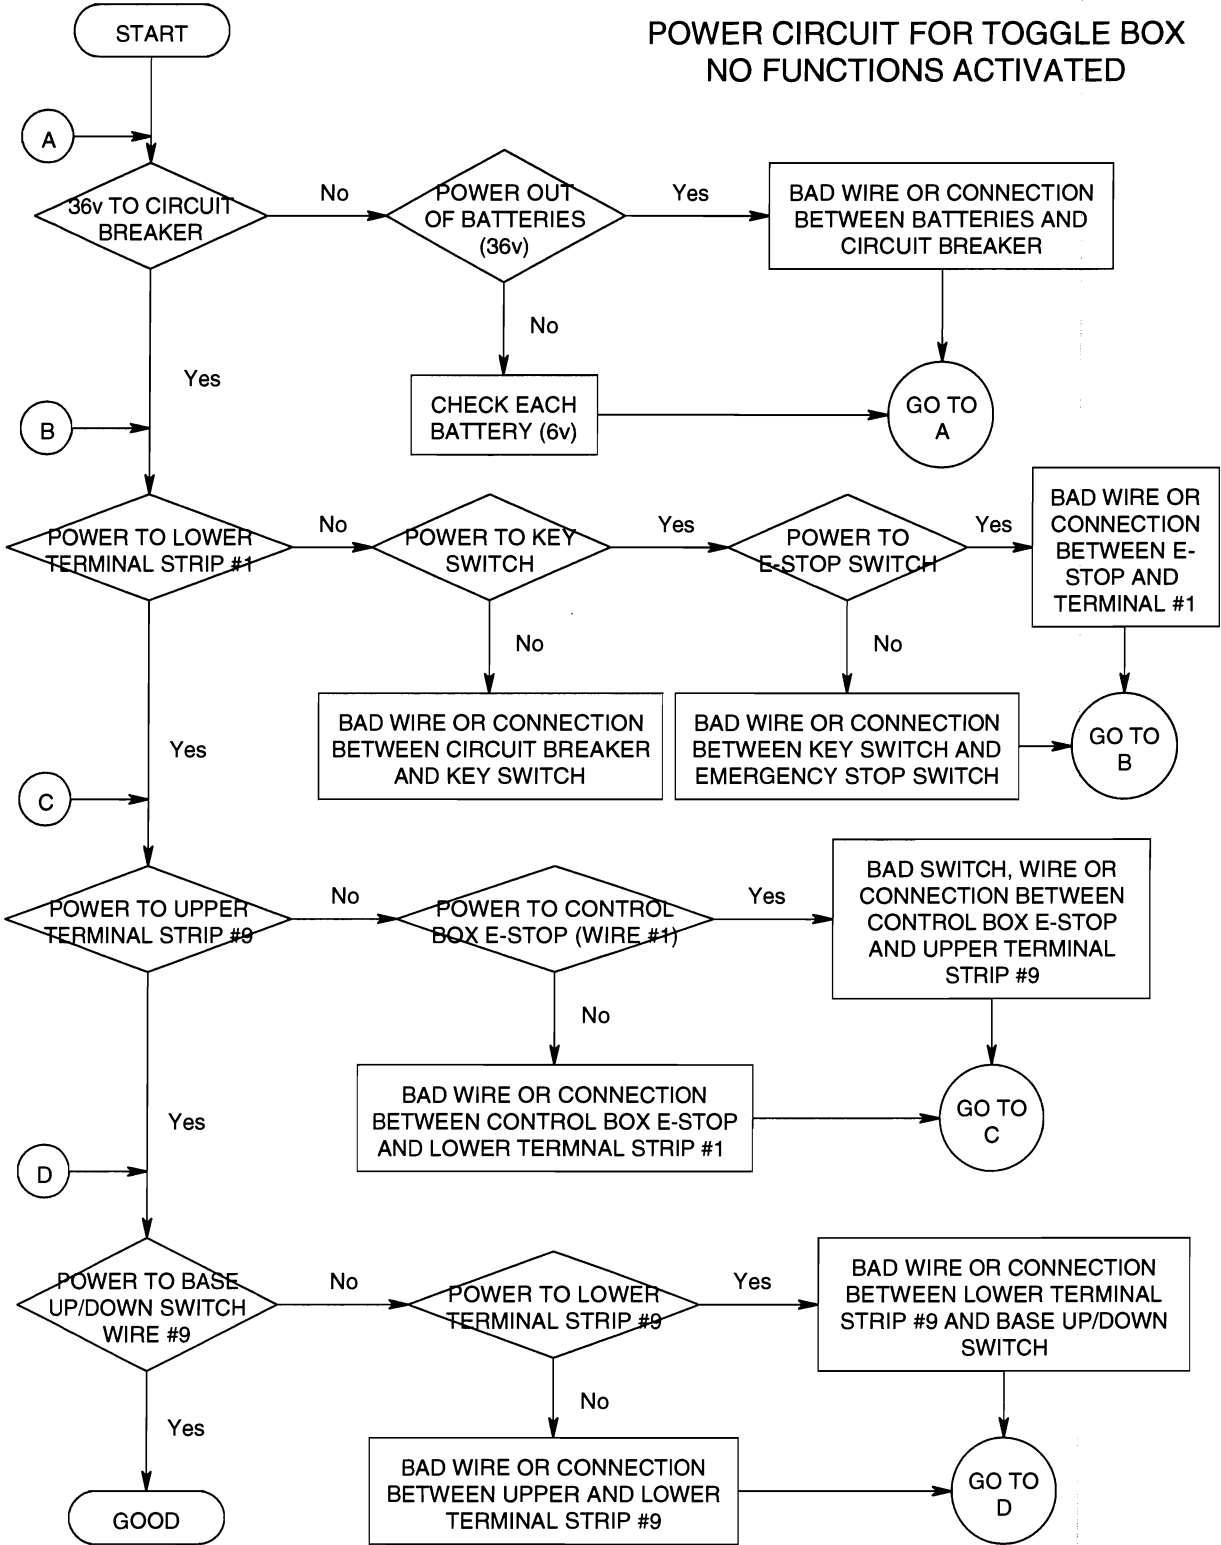 START
POWER CIRCUIT FOR TOGGLE BOX
NO FUNCTIONS ACTIVATED
A
36v TO CIRCUIT
BREAKER
No
POWER OUT
OF BATTERIES
(36v)
Yes
BAD WIRE OR CONNECTION
BETWEEN BATTERIES AND
CIRCUIT BREAKER
No
Yes
CHECK EACH
BATTERY (6v)
GO TO
A
B
POWER TO LOWER
TERMINAL STRIP #1
No
POWER TO KEY
SWITCH
Yes
POWER TO
E-STOP SWITCH
Yes
BAD WIRE OR
CONNECTION
BETWEEN E-
STOP AND
TERMINAL #1
No
No
Yes
BAD WIRE OR CONNECTION
BETWEEN CIRCUIT BREAKER
AND KEY SWITCH
BAD WIRE OR CONNECTION
BETWEEN KEY SWITCH AND
EMERGENCY STOP SWITCH
GO TO
B
C
POWER TO UPPER
TERMINAL STRIP #9
No
POWER TO CONTROL
BOX E-STOP (WIRE #1)
Yes
BAD SWITCH, WIRE OR
CONNECTION BETWEEN
CONTROL BOX E-STOP
AND UPPER TERMINAL
STRIP #9
No
Yes
BAD WIRE OR CONNECTION
BETWEEN CONTROL BOX E-STOP
AND LOWER TERMNAL STRIP #1
GO TO
C
D
POWER TO BASE
UP/DOWN SWITCH
WIRE #9
No
POWER TO LOWER
TERMINAL STRIP #9
Yes
BAD WIRE OR CONNECTION
BETWEEN LOWER TERMINAL
STRIP #9 AND BASE UP/DOWN
SWITCH
No
Yes
BAD WIRE OR CONNECTION
BETWEEN UPPER AND LOWER
TERMINAL STRIP #9
GO TO
D
GOOD